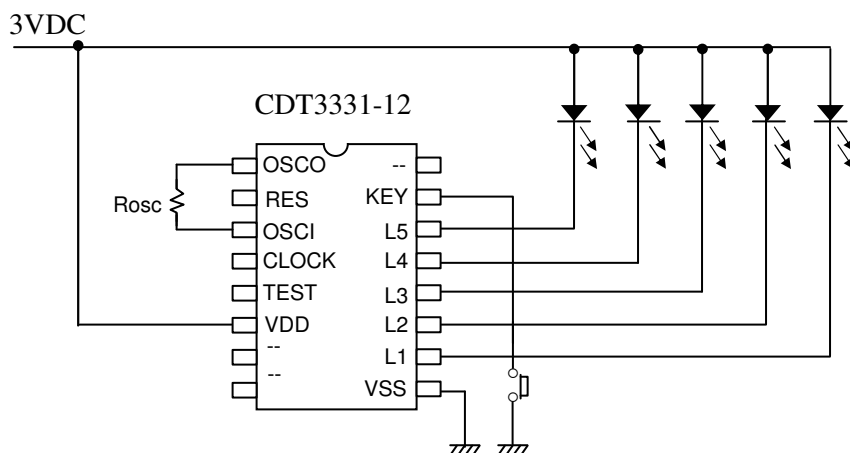 3VDC
CDT3331-12
OSCO
--
RES
KEY
Rosc
OSCI
L5
CLOCK
L4
TEST
L3
VDD
L2
--
L1
--
VSS